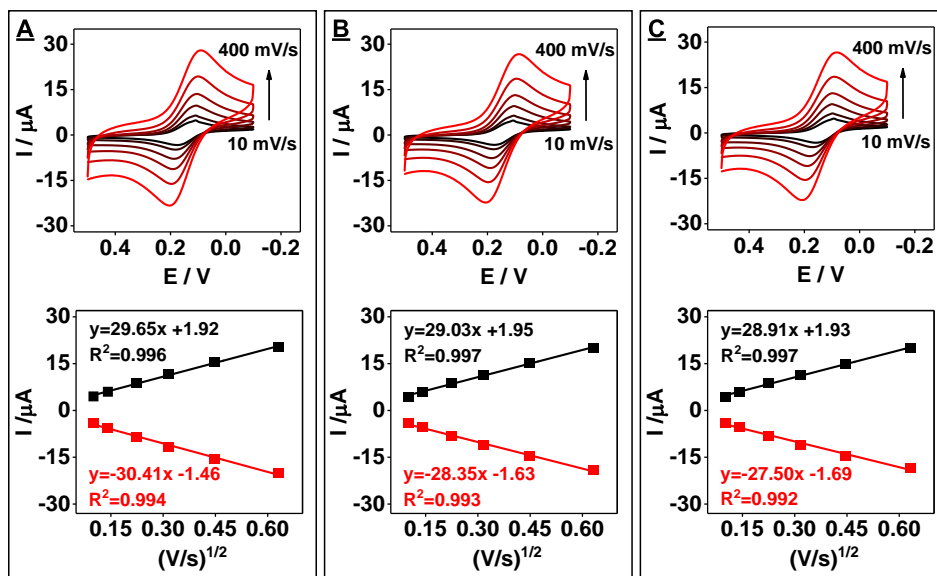 A
30
15
0
-15
-30
I / µA
400 mV/s
10 mV/s
0.4 0.2 0.0 -0.2
E / V
30
15
0
-15
-30
I /µA
y=29.65x +1.92
R²=0.996
y=-30.41x -1.46
R²=0.994
0.15 0.30 0.45 0.60
(V/s)^1/2
B
30
15
0
-15
-30
I / µA
400 mV/s
10 mV/s
0.4 0.2 0.0 -0.2
E / V
30
15
0
-15
-30
I /µA
y=29.03x +1.95
R²=0.997
y=-28.35x -1.63
R²=0.993
0.15 0.30 0.45 0.60
(V/s)^1/2
C
30
15
0
-15
-30
I / µA
400 mV/s
10 mV/s
0.4 0.2 0.0 -0.2
E / V
30
15
0
-15
-30
I /µA
y=28.91x +1.93
R²=0.997
y=-27.50x -1.69
R²=0.992
0.15 0.30 0.45 0.60
(V/s)^1/2